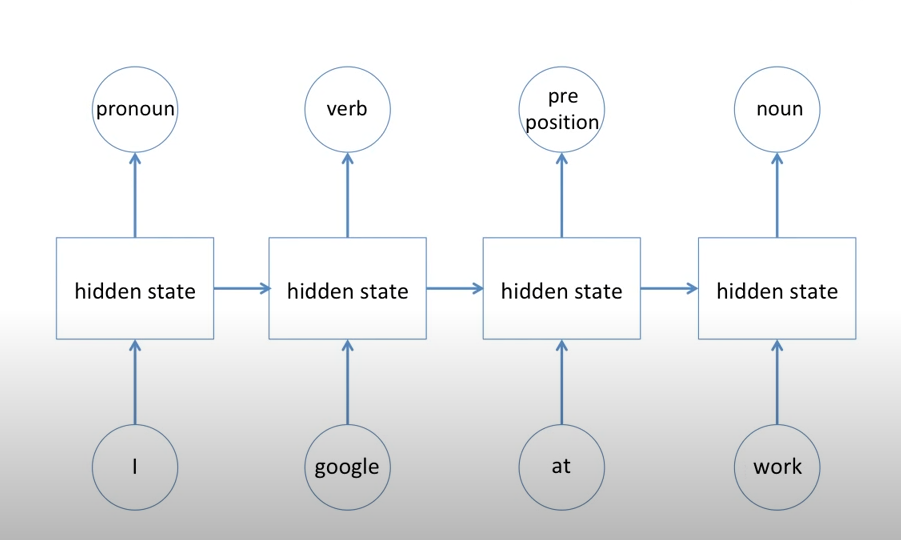 pronoun
verb
pre
position
noun
hidden state
hidden state
hidden state
hidden state
I
google
at
work